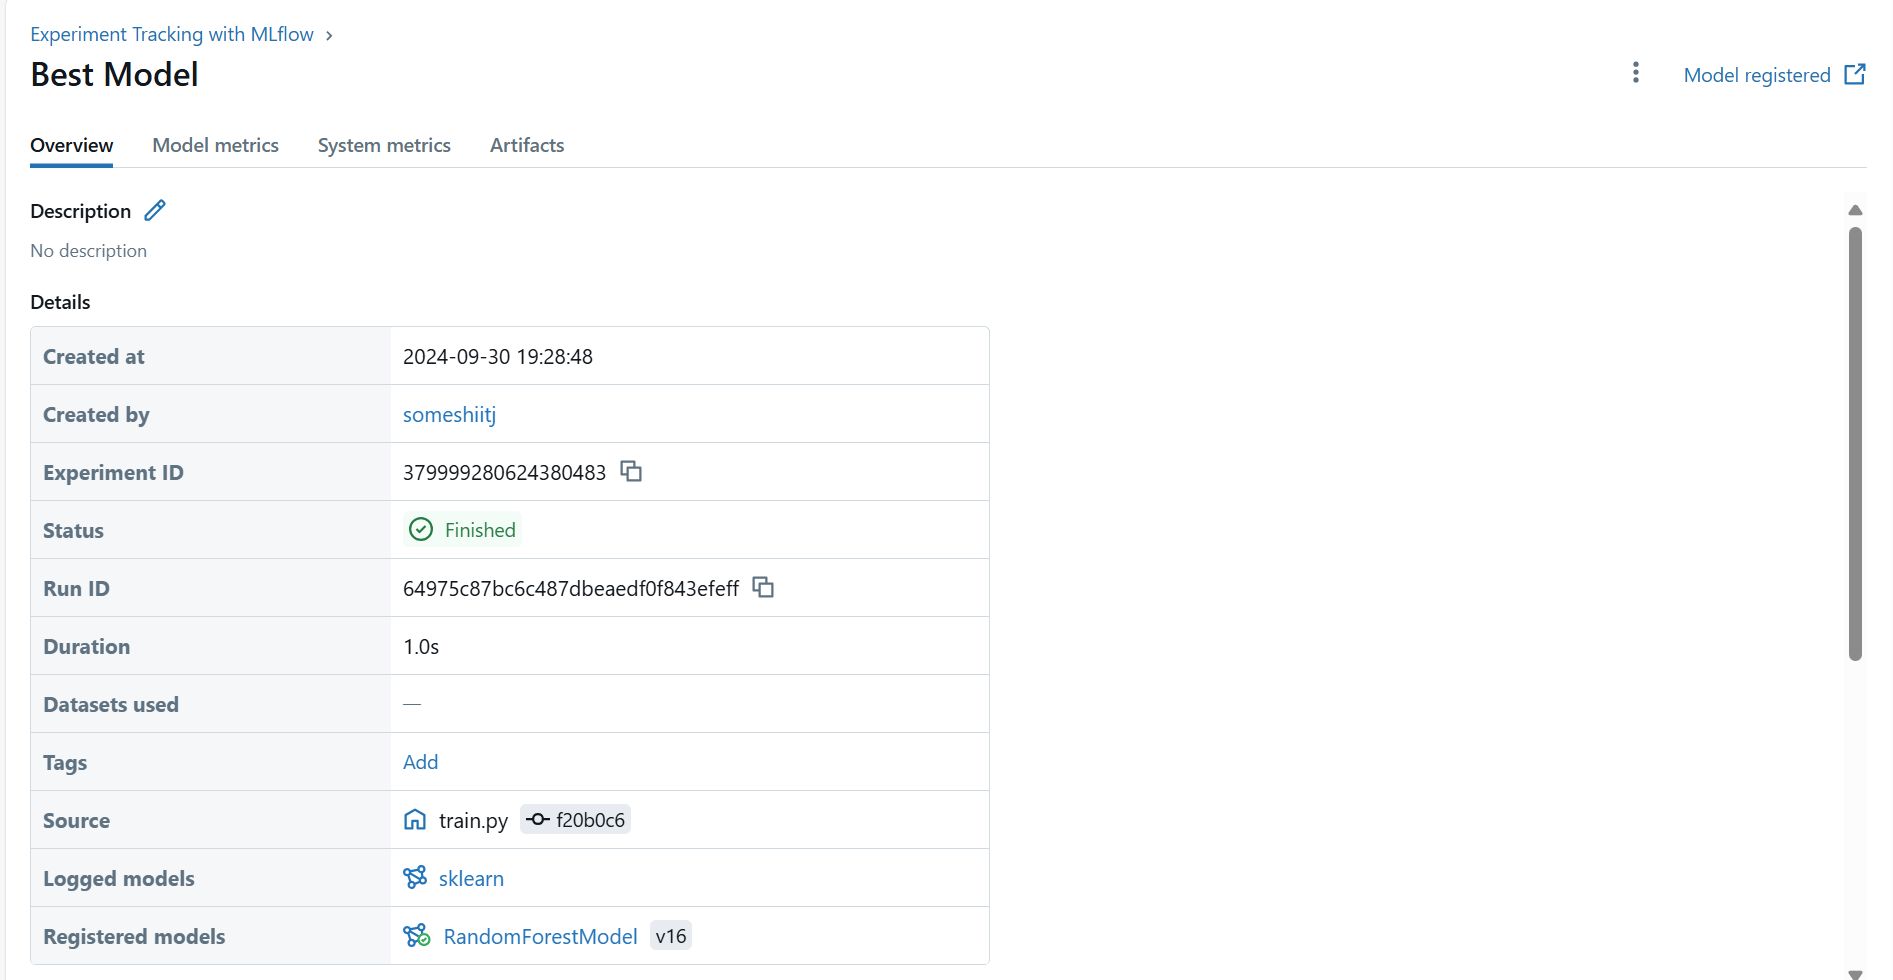 Experiment Tracking with MLflow ›
Best Model
Model registered
Overview Model metrics System metrics Artifacts
Description
No description
Details
Created at 2024-09-30 19:28:48
Created by someshiitj
Experiment ID 379999280624380483
Status Finished
Run ID 64975c87bc6c487dbeaedf0f843efeff
Duration 1.0s
Datasets used —
Tags Add
Source train.py f20b0c6
Logged models sklearn
Registered models RandomForestModel v16